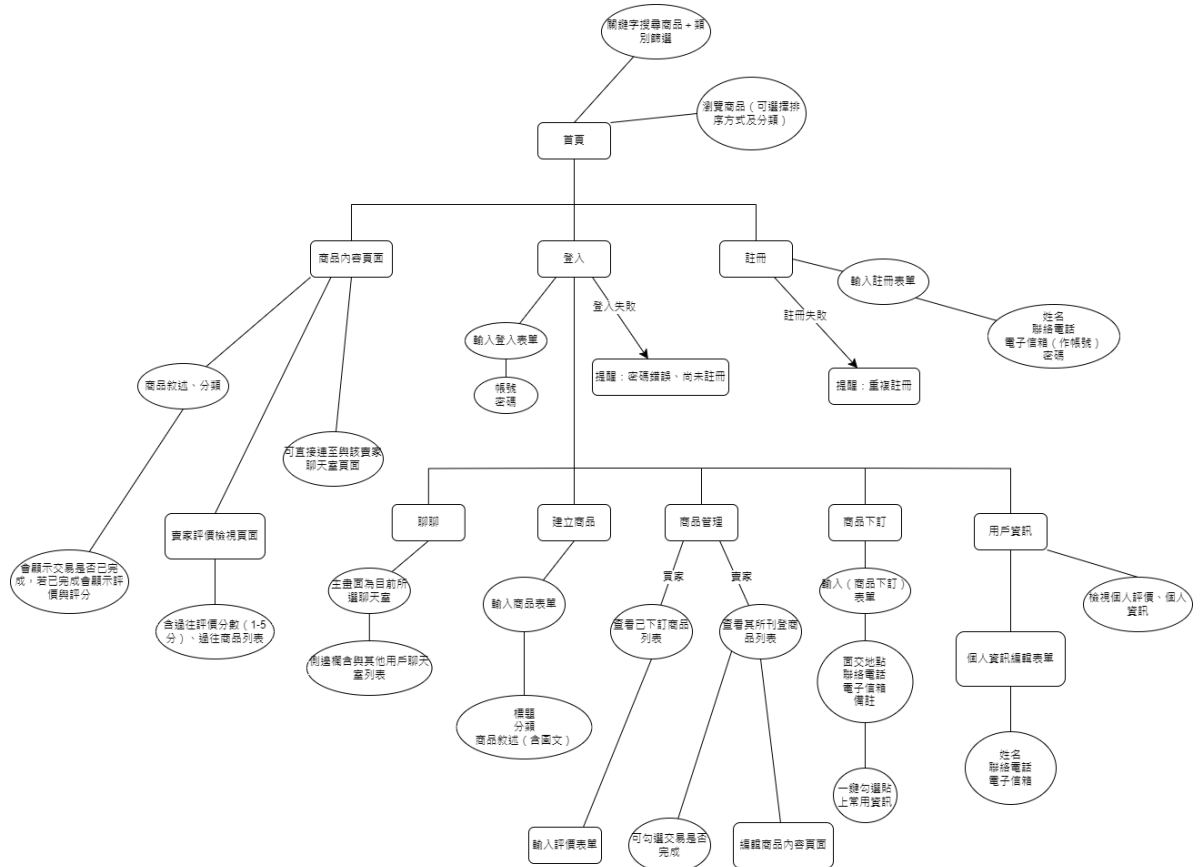 關鍵字搜尋商品+類
別篩選
瀏覽商品（可選擇排
序方式及分類）
首頁
商品內容頁面
登入
註冊
輸入註冊表單
登入失敗
註冊失敗
姓名
聯絡電話
電子信箱（作帳號）
密碼
輸入登入表單
商品敘述、分類
帳號
密碼
提醒：密碼錯誤、尚未註冊
提醒：重複註冊
可直接連至與該賣家
聊天室頁面
聊聊
建立商品
商品管理
商品下訂
用戶資訊
賣家評價檢視頁面
會顯示交易是否已完
成，若已完成會顯示評
價與評分
主畫面為目前所
選聊天室
買家
賣家
輸入（商品下訂）
表單
檢視個人評價、個人
資訊
輸入商品表單
含過往評價分數（1-5
分）、過往商品列表
查看已下訂商品
列表
查看其所刊登商
品列表
個人資訊編輯表單
側邊欄含與其他用戶聊天
室列表
面交地點
聯絡電話
電子信箱
備註
標題
分類
商品敘述（含圖文）
姓名
聯絡電話
電子信箱
一鍵勾選貼
上常用資訊
輸入評價表單
可勾選交易是否
完成
編輯商品內容頁面